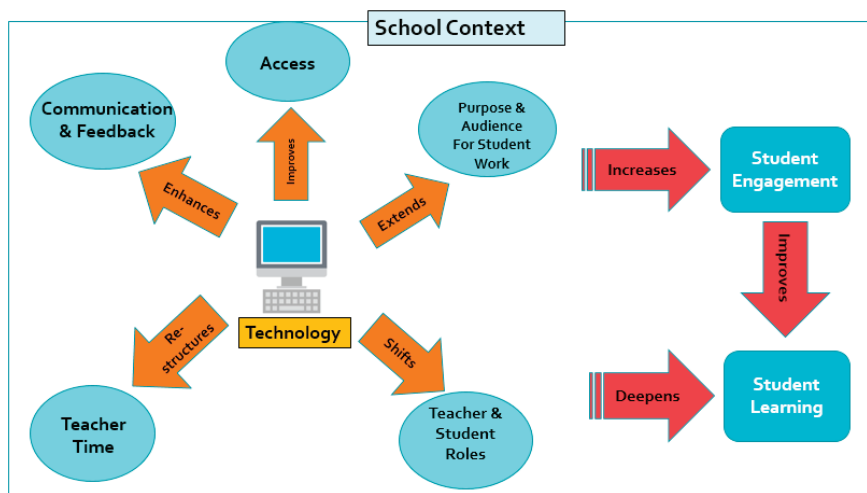 School Context
Access
Communication
& Feedback
Purpose &
Audience
For Student
Work
Improves
Enhances
Extends
Increases
Student
Engagement
Improves
Technology
Re-
structures
Shifts
Deepens
Student
Learning
Teacher
Time
Teacher &
Student
Roles